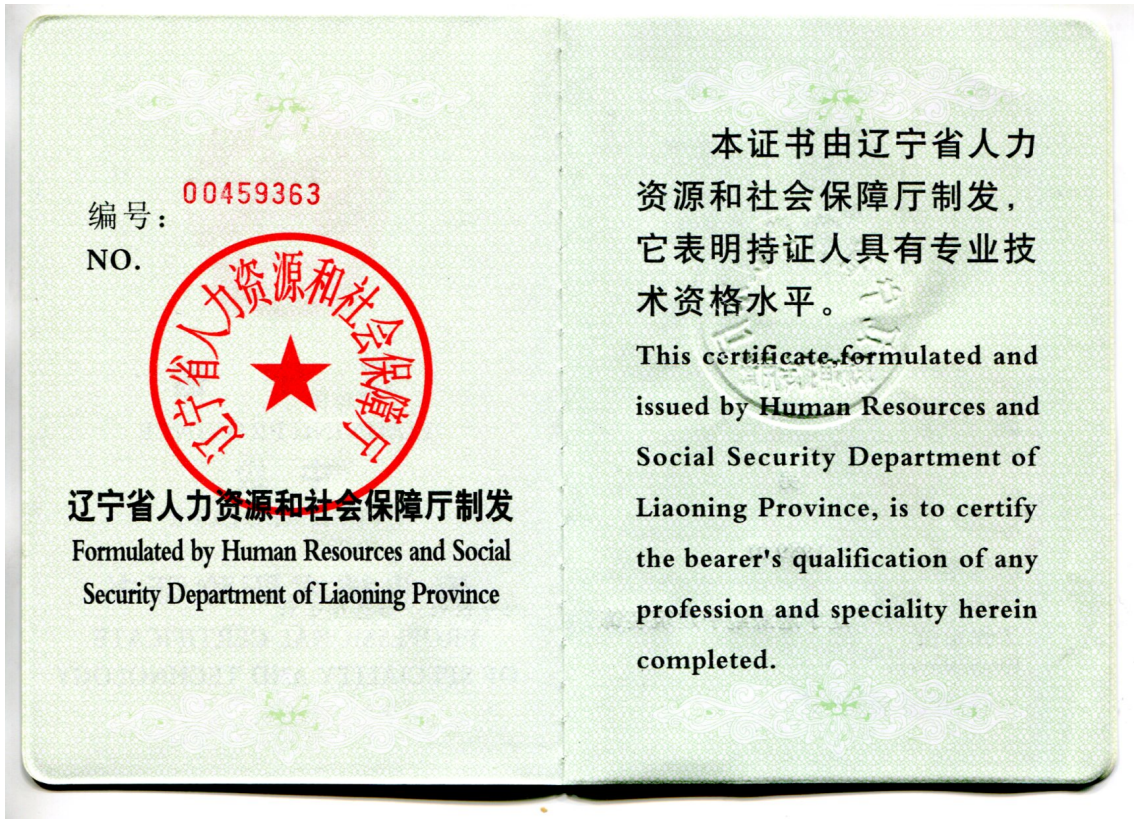 00459363
编号：
NO.
辽宁省人力资源和社会保障厅
辽宁省人力资源和社会保障厅制发
Formulated by Human Resources and Social
Security Department of Liaoning Province
本证书由辽宁省人力
资源和社会保障厅制发，
它表明持证人具有专业技
术资格水平。
This certificate,formulated and
issued by Human Resources and
Social Security Department of
Liaoning Province, is to certify
the bearer's qualification of any
profession and speciality herein
completed.